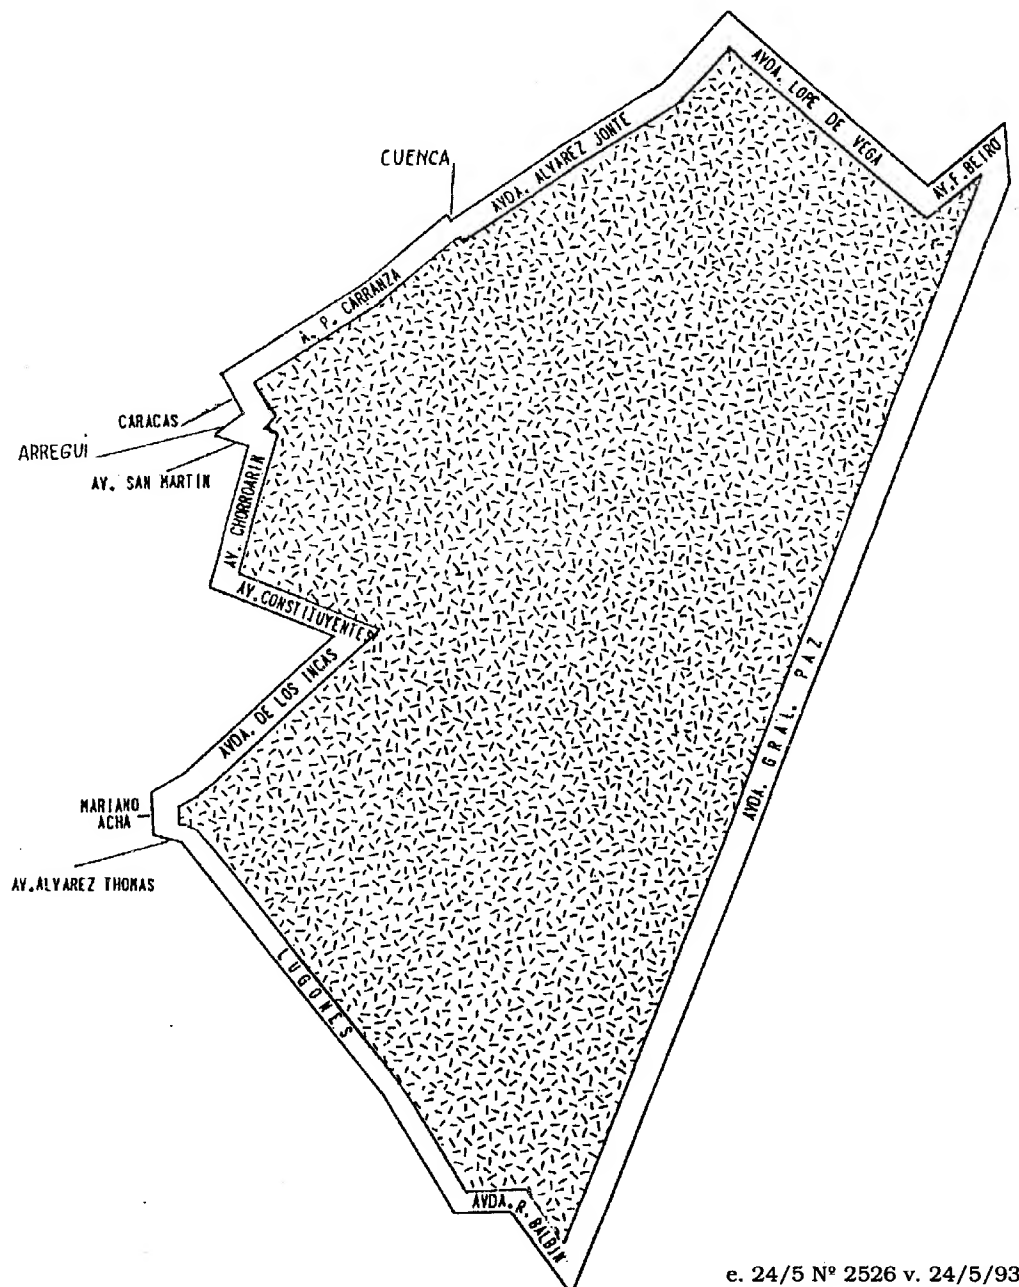 AVDA. LOPE DE VEGA
AV. F. BEIRO
CUENCA
AVDA. ALVAREZ JONTE
A. P. CARRANZA
CARACAS
ARREGUI
AV. SAN MARTIN
AV. CHORROARIN
AV. CONSTITUYENTES
AVDA. DE LOS INCAS
AVDA. GRAL. PAZ
MARIANO
ACHA
AV. ALVAREZ THOMAS
LUGONES
AVDA. R. BALBIN
e. 24/5 Nº 2526 v. 24/5/93